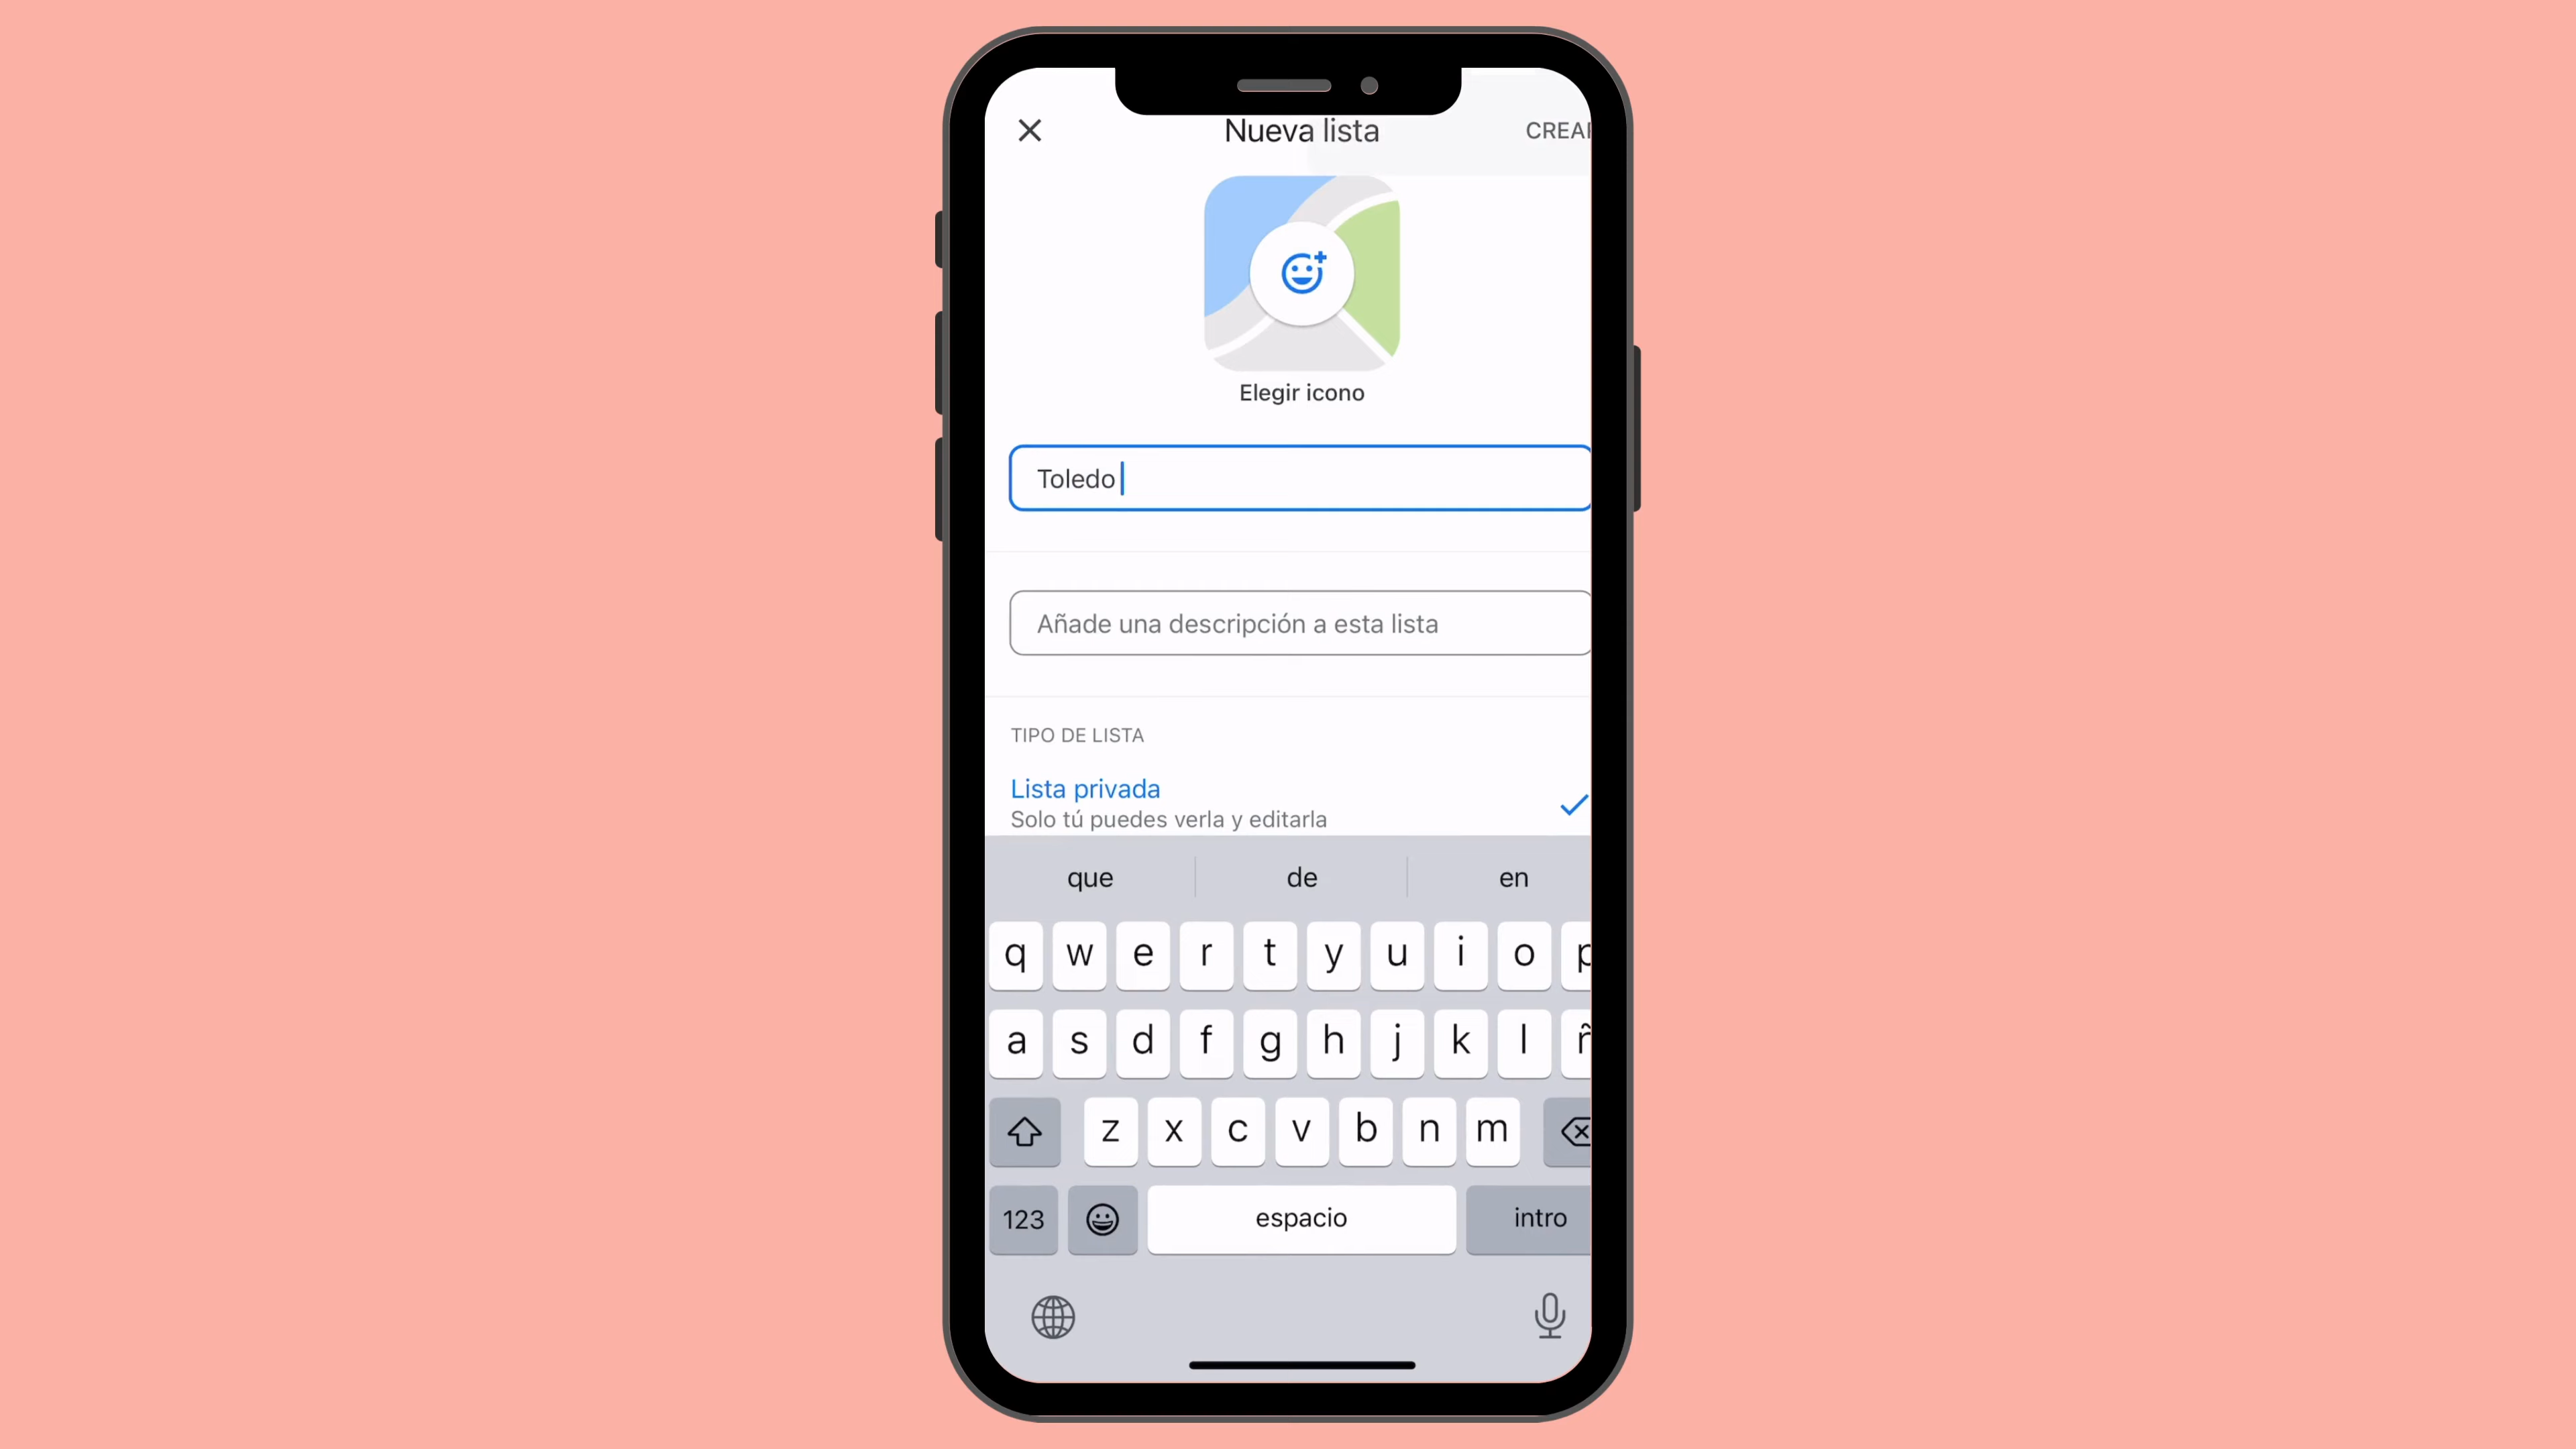 Nueva lista
CREAR
Elegir icono
Toledo
Añade una descripción a esta lista
TIPO DE LISTA
Lista privada
Solo tú puedes verla y editarla
que de en
q w e r t y u i o p
a s d f g h j k l ñ
z x c v b n m
123 espacio intro